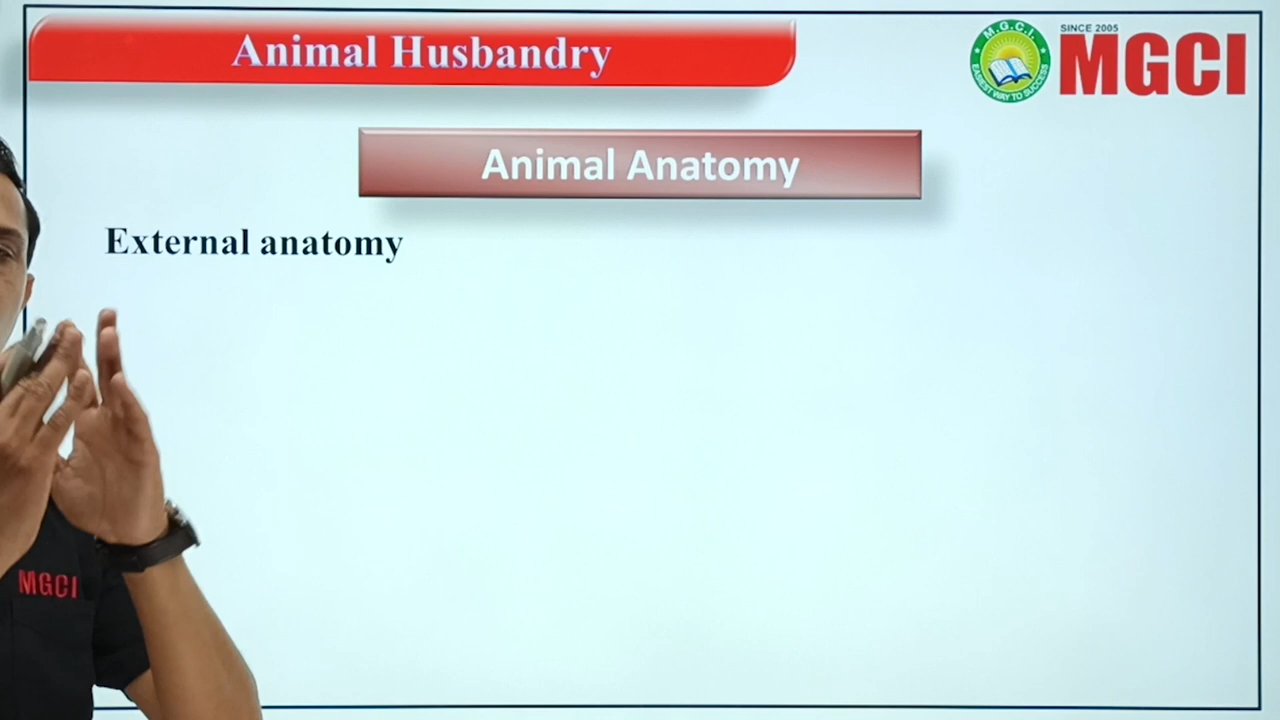 Animal Husbandry
SINCE 2005
MGCI
M.G.C.I.
EASIEST WAY TO SUCCESS
Animal Anatomy
External anatomy
MGCI